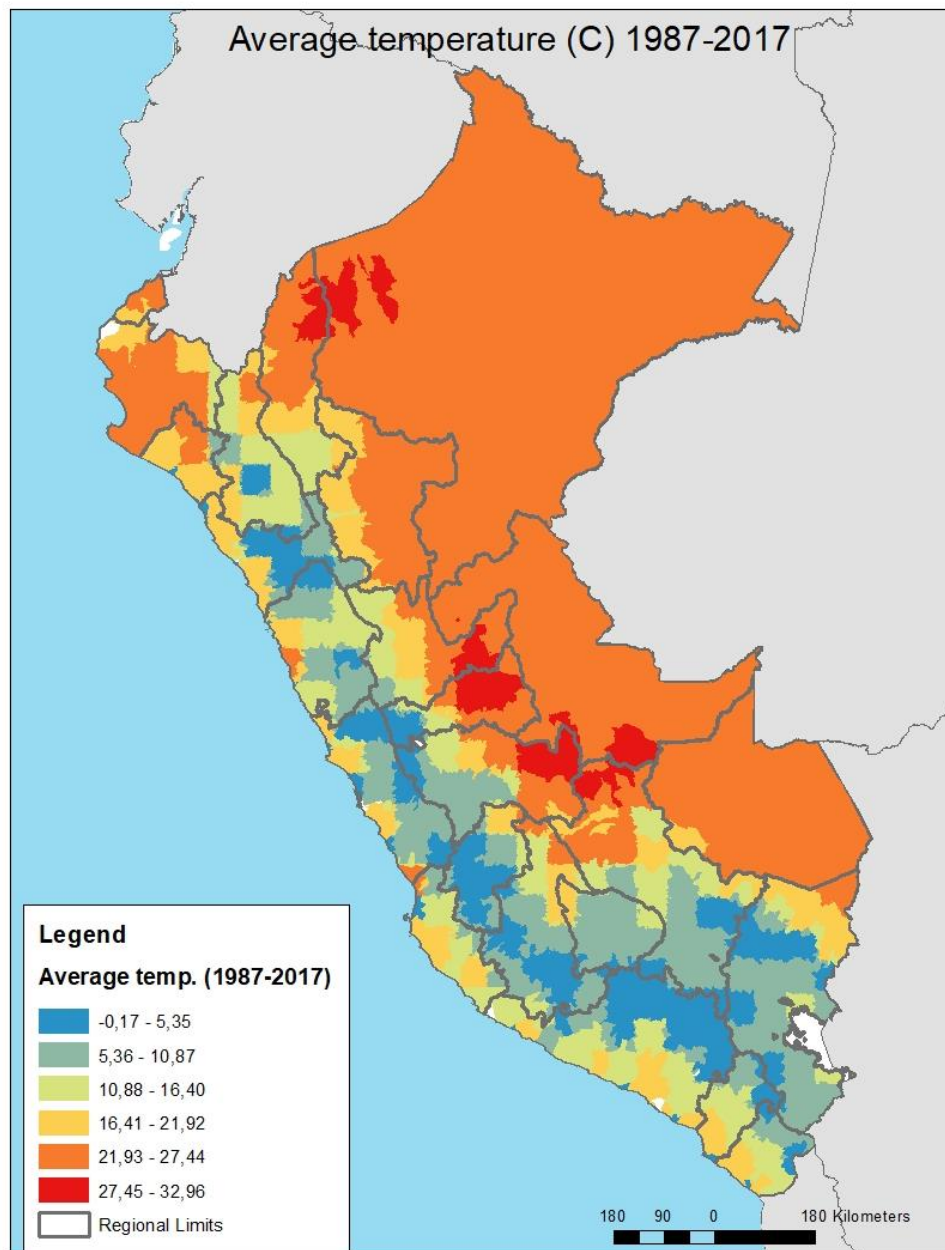 Average temperature (C) 1987-2017
Legend
Average temp. (1987-2017)
-0,17 - 5,35
5,36 - 10,87
10,88 - 16,40
16,41 - 21,92
21,93 - 27,44
27,45 - 32,96
Regional Limits
180 90 0 180 Kilometers